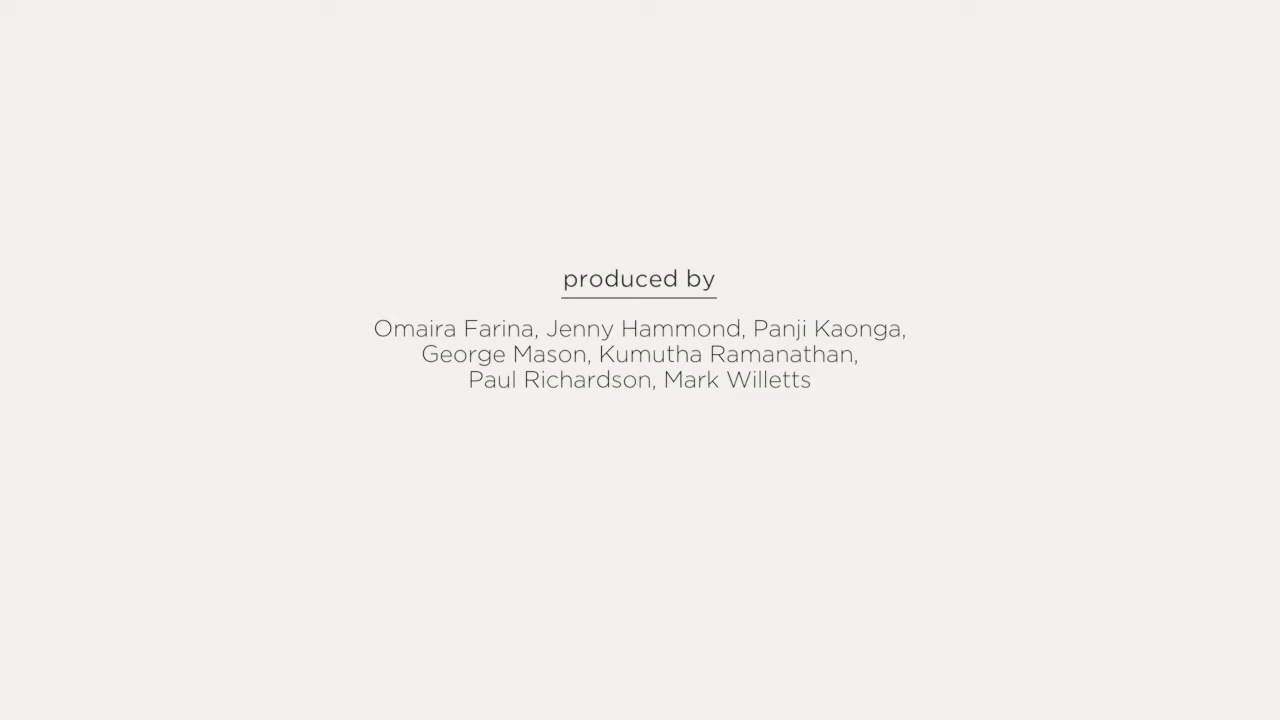 produced by
Omaira Farina, Jenny Hammond, Panji Kaonga,
George Mason, Kumutha Ramanathan,
Paul Richardson, Mark Willetts